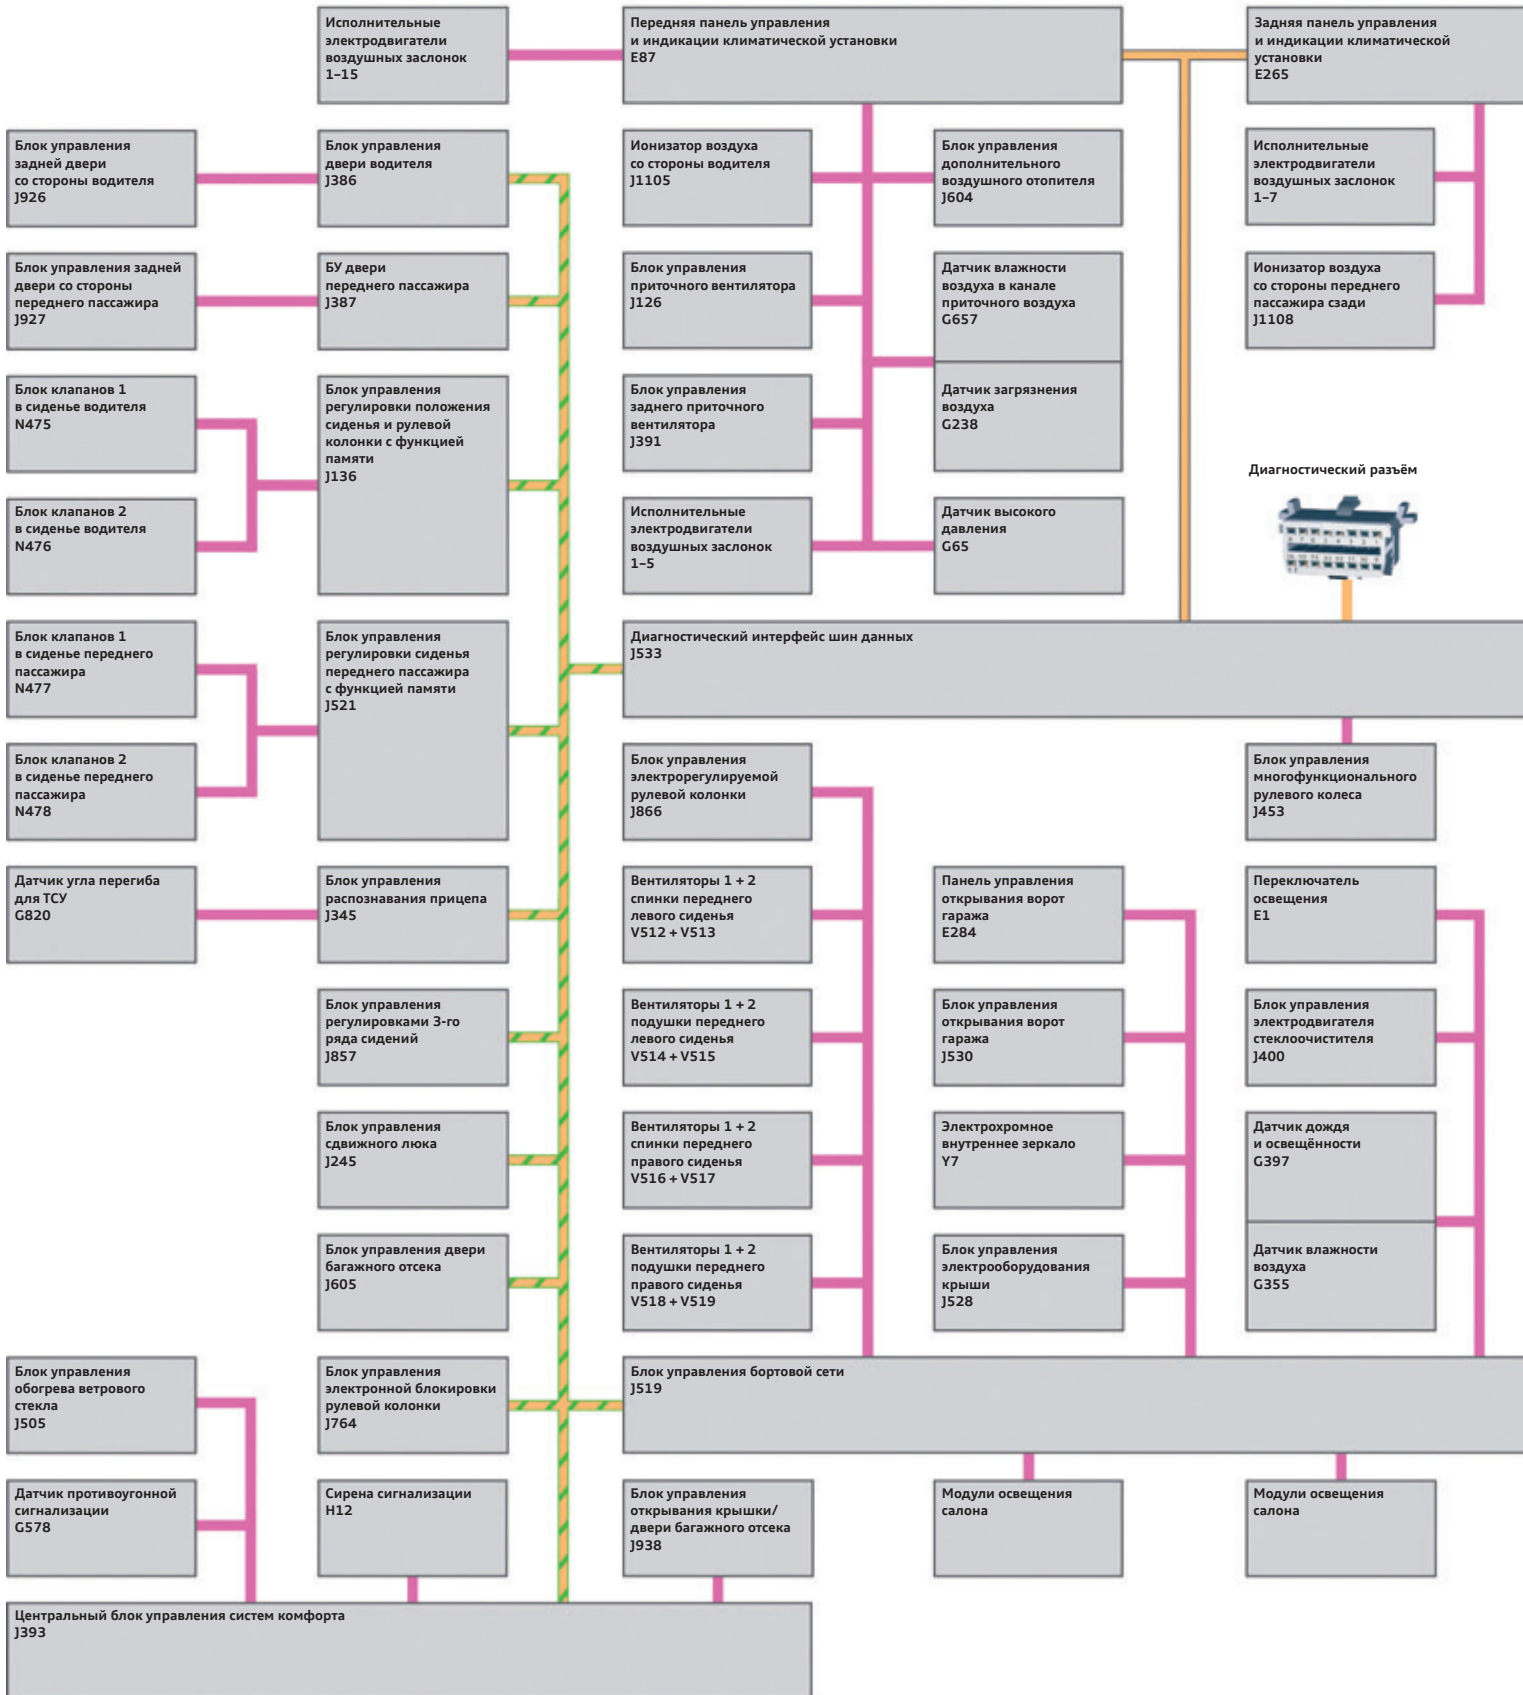 Исполнительные
электродвигатели
воздушных заслонок
1–15
Передняя панель управления
и индикации климатической установки
E87
Задняя панель управления
и индикации климатической
установки
E265
Блок управления
задней двери
со стороны водителя
J926
Блок управления
двери водителя
J386
Ионизатор воздуха
со стороны водителя
J1105
Блок управления
дополнительного
воздушного отопителя
J604
Исполнительные
электродвигатели
воздушных заслонок
1–7
Блок управления задней
двери со стороны
переднего пассажира
J927
БУ двери
переднего пассажира
J387
Блок управления
приточного вентилятора
J126
Датчик влажности
воздуха в канале
приточного воздуха
G657
Ионизатор воздуха
со стороны переднего
пассажира сзади
J1108
Блок клапанов 1
в сиденье водителя
N475
Блок управления
регулировки положения
сиденья и рулевой
колонки с функцией
памяти
J136
Блок управления
заднего приточного
вентилятора
J391
Датчик загрязнения
воздуха
G238
Диагностический разъём
Блок клапанов 2
в сиденье водителя
N476
Исполнительные
электродвигатели
воздушных заслонок
1–5
Датчик высокого
давления
G65
Блок клапанов 1
в сиденье переднего
пассажира
N477
Блок управления
регулировки сиденья
переднего пассажира
с функцией памяти
J521
Диагностический интерфейс шин данных
J533
Блок клапанов 2
в сиденье переднего
пассажира
N478
Блок управления
электрорегулируемой
рулевой колонки
J866
Блок управления
многофункционального
рулевого колеса
J453
Датчик угла перегиба
для ТСУ
G820
Блок управления
распознавания прицепа
J345
Вентиляторы 1 + 2
спинки переднего
левого сиденья
V512 + V513
Панель управления
открывания ворот
гаража
E284
Переключатель
освещения
E1
Блок управления
регулировками 3-го
ряда сидений
J857
Вентиляторы 1 + 2
подушки переднего
левого сиденья
V514 + V515
Блок управления
открывания ворот
гаража
J530
Блок управления
электродвигателя
стеклоочистителя
J400
Блок управления
сдвижного люка
J245
Вентиляторы 1 + 2
спинки переднего
правого сиденья
V516 + V517
Электрохромное
внутреннее зеркало
Y7
Датчик дождя
и освещённости
G397
Блок управления двери
багажного отсека
J605
Вентиляторы 1 + 2
подушки переднего
правого сиденья
V518 + V519
Блок управления
электрооборудования
крыши
J528
Датчик влажности
воздуха
G355
Блок управления
обогрева ветрового
стекла
J505
Блок управления
электронной блокировки
рулевой колонки
J764
Блок управления бортовой сети
J519
Датчик противоугонной
сигнализации
G578
Сирена сигнализации
H12
Блок управления
открывания крышки/
двери багажного отсека
J938
Модули освещения
салона
Модули освещения
салона
Центральный блок управления систем комфорта
J393